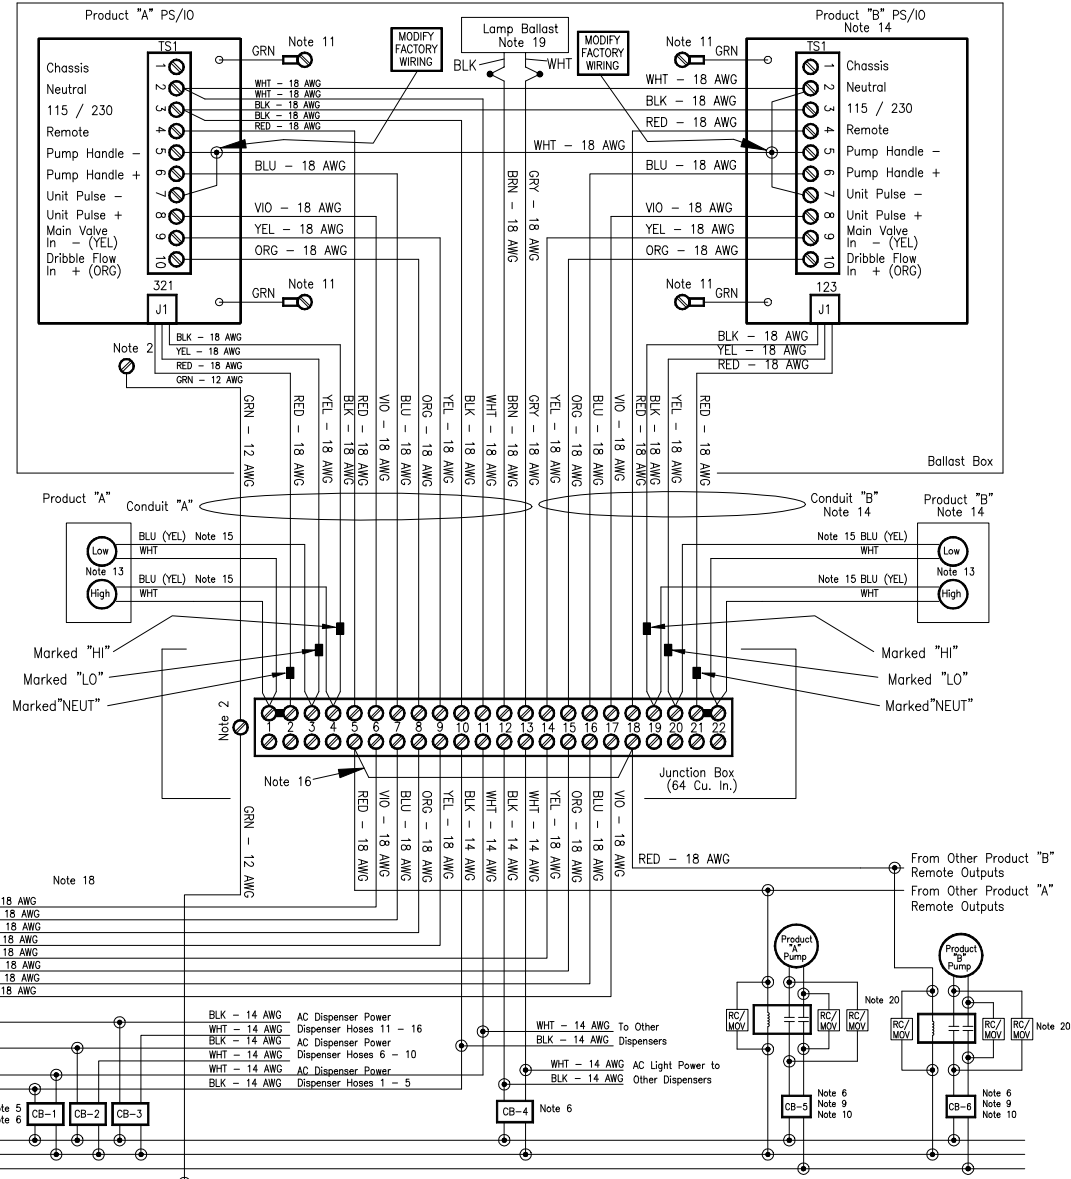 Product "A" PS/IO
Lamp Ballast
Note 19
Product "B" PS/IO
Note 14
MODIFY
FACTORY
WIRING
MODIFY
FACTORY
WIRING
TS1
Chassis
Neutral
115 / 230
Remote
Pump Handle -
Pump Handle +
Unit Pulse -
Unit Pulse +
Main Valve
In - (YEL)
Dribble Flow
In + (ORG)
1
2
3
4
5
6
7
8
9
10
321
J1
GRN
Note 11
GRN
Note 11
BLK
WHT
WHT - 18 AWG
WHT - 18 AWG
BLK - 18 AWG
BLK - 18 AWG
RED - 18 AWG
BLU - 18 AWG
VIO - 18 AWG
YEL - 18 AWG
ORG - 18 AWG
WHT - 18 AWG
BRN - 18 AWG
GRY - 18 AWG
WHT - 18 AWG
BLK - 18 AWG
RED - 18 AWG
BLU - 18 AWG
VIO - 18 AWG
YEL - 18 AWG
ORG - 18 AWG
Note 11
GRN
Note 11
GRN
TS1
1
2
3
4
5
6
7
8
9
10
Chassis
Neutral
115 / 230
Remote
Pump Handle -
Pump Handle +
Unit Pulse -
Unit Pulse +
Main Valve
In - (YEL)
Dribble Flow
In + (ORG)
123
J1
Note 2
BLK - 18 AWG
YEL - 18 AWG
RED - 18 AWG
GRN - 12 AWG
BLK - 18 AWG
YEL - 18 AWG
RED - 18 AWG
GRN - 12 AWG
RED - 18 AWG
YEL - 18 AWG
BLK - 18 AWG
RED - 18 AWG
VIO - 18 AWG
BLU - 18 AWG
ORG - 18 AWG
YEL - 18 AWG
BLK - 18 AWG
WHT - 18 AWG
BRN - 18 AWG
GRY - 18 AWG
YEL - 18 AWG
ORG - 18 AWG
BLU - 18 AWG
VIO - 18 AWG
RED - 18 AWG
BLK - 18 AWG
YEL - 18 AWG
RED - 18 AWG
Ballast Box
Product "A"
Conduit "A"
Conduit "B"
Note 14
Product "B"
Note 14
BLU (YEL) Note 15
WHT
Low
Note 13
BLU (YEL) Note 15
High
WHT
Note 15 BLU (YEL)
WHT
Low
Note 13
Note 15 BLU (YEL)
WHT
High
Marked "HI"
Marked "LO"
Marked"NEUT"
Marked "HI"
Marked "LO"
Marked"NEUT"
Note 2
1 2 3 4 5 6 7 8 9 10 11 12 13 14 15 16 17 18 19 20 21 22
Note 16
Junction Box
(64 Cu. In.)
GRN - 12 AWG
RED - 18 AWG
VIO - 18 AWG
BLU - 18 AWG
ORG - 18 AWG
YEL - 18 AWG
BLK - 14 AWG
WHT - 14 AWG
BLK - 14 AWG
WHT - 14 AWG
YEL - 18 AWG
ORG - 18 AWG
BLU - 18 AWG
VIO - 18 AWG
RED - 18 AWG
From Other Product "B"
Remote Outputs
From Other Product "A"
Remote Outputs
Note 18
18 AWG
18 AWG
18 AWG
18 AWG
18 AWG
18 AWG
18 AWG
18 AWG
BLK - 14 AWG AC Dispenser Power
WHT - 14 AWG Dispenser Hoses 11 - 16
BLK - 14 AWG AC Dispenser Power
WHT - 14 AWG Dispenser Hoses 6 - 10
WHT - 14 AWG AC Dispenser Power
BLK - 14 AWG Dispenser Hoses 1 - 5
WHT - 14 AWG To Other
BLK - 14 AWG Dispensers
WHT - 14 AWG AC Light Power to
BLK - 14 AWG Other Dispensers
Product
"A"
Pump
Product
"B"
Pump
RC/
MOV
RC/
MOV
RC/
MOV
Note 20
RC/
MOV
RC/
MOV
RC/
MOV
Note 20
te 5
te 6
CB-1
CB-2
CB-3
CB-4
Note 6
CB-5
Note 6
Note 9
Note 10
CB-6
Note 6
Note 9
Note 10